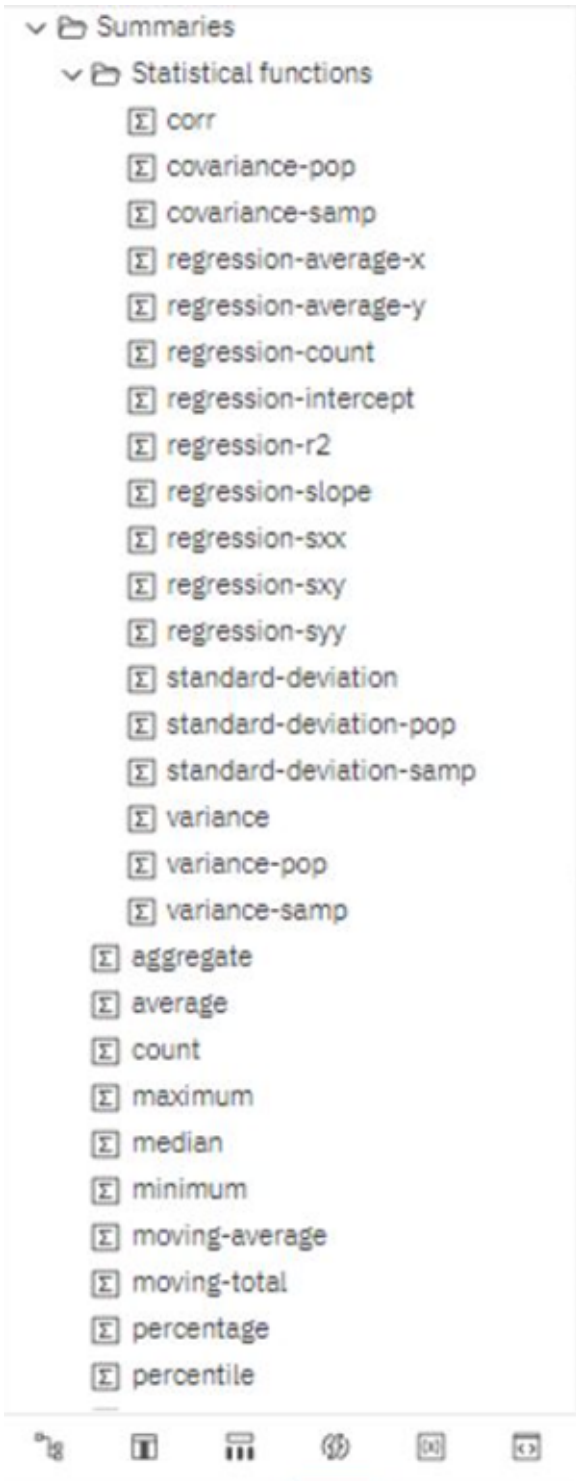 Summaries
Statistical functions
corr
covariance-pop
covariance-samp
regression-average-x
regression-average-y
regression-count
regression-intercept
regression-r2
regression-slope
regression-sxx
regression-sxy
regression-syy
standard-deviation
standard-deviation-pop
standard-deviation-samp
variance
variance-pop
variance-samp
aggregate
average
count
maximum
median
minimum
moving-average
moving-total
percentage
percentile